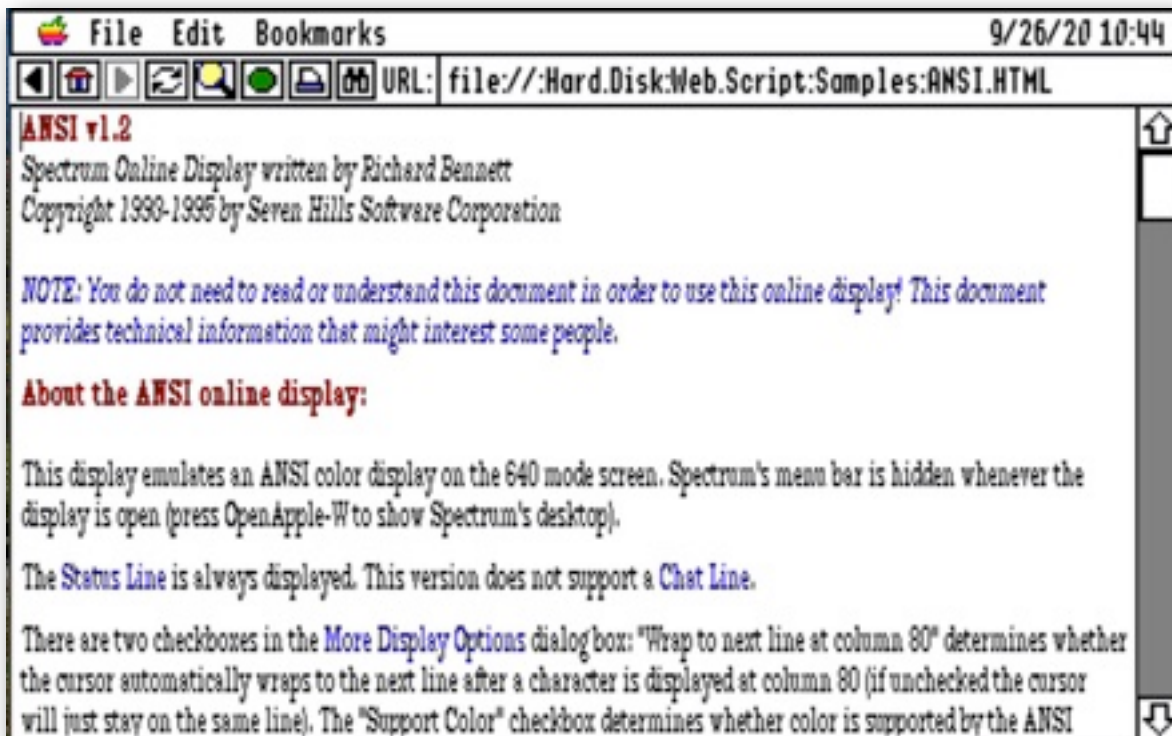 File Edit Bookmarks 9/26/20 10:44
URL: file://:Hard.Disk:Web.Script:Samples:ANSI.HTML
ANSI v1.2
Spectrum Online Display written by Richard Bennett
Copyright 1993-1995 by Seven Hills Software Corporation
NOTE: You do not need to read or understand this document in order to use this online display! This document
provides technical information that might interest some people.
About the ANSI online display:
This display emulates an ANSI color display on the 640 mode screen. Spectrum's menu bar is hidden whenever the
display is open (press OpenApple-W to show Spectrum's desktop).
The Status Line is always displayed. This version does not support a Chat Line.
There are two checkboxes in the More Display Options dialog box: "Wrap to next line at column 80" determines whether
the cursor automatically wraps to the next line after a character is displayed at column 80 (if unchecked the cursor
will just stay on the same line). The "Support Color" checkbox determines whether color is supported by the ANSI